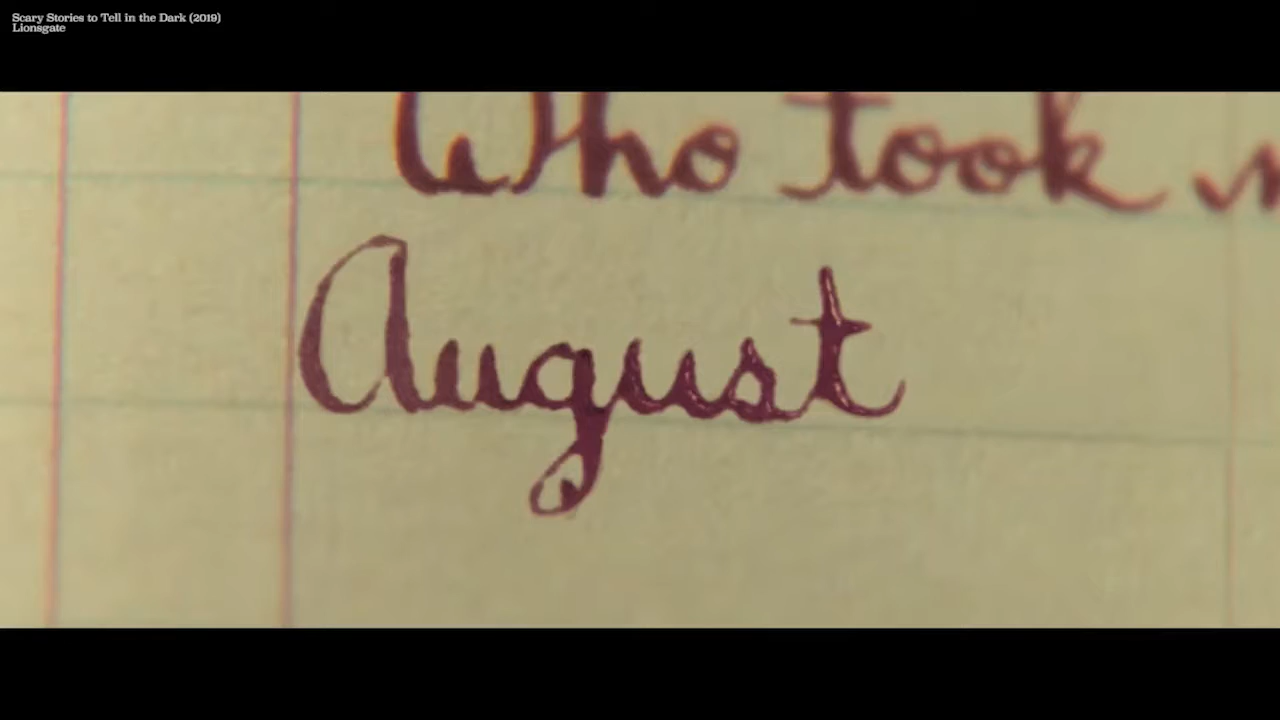 Scary Stories to Tell in the Dark (2019)
Lionsgate
Who took
August